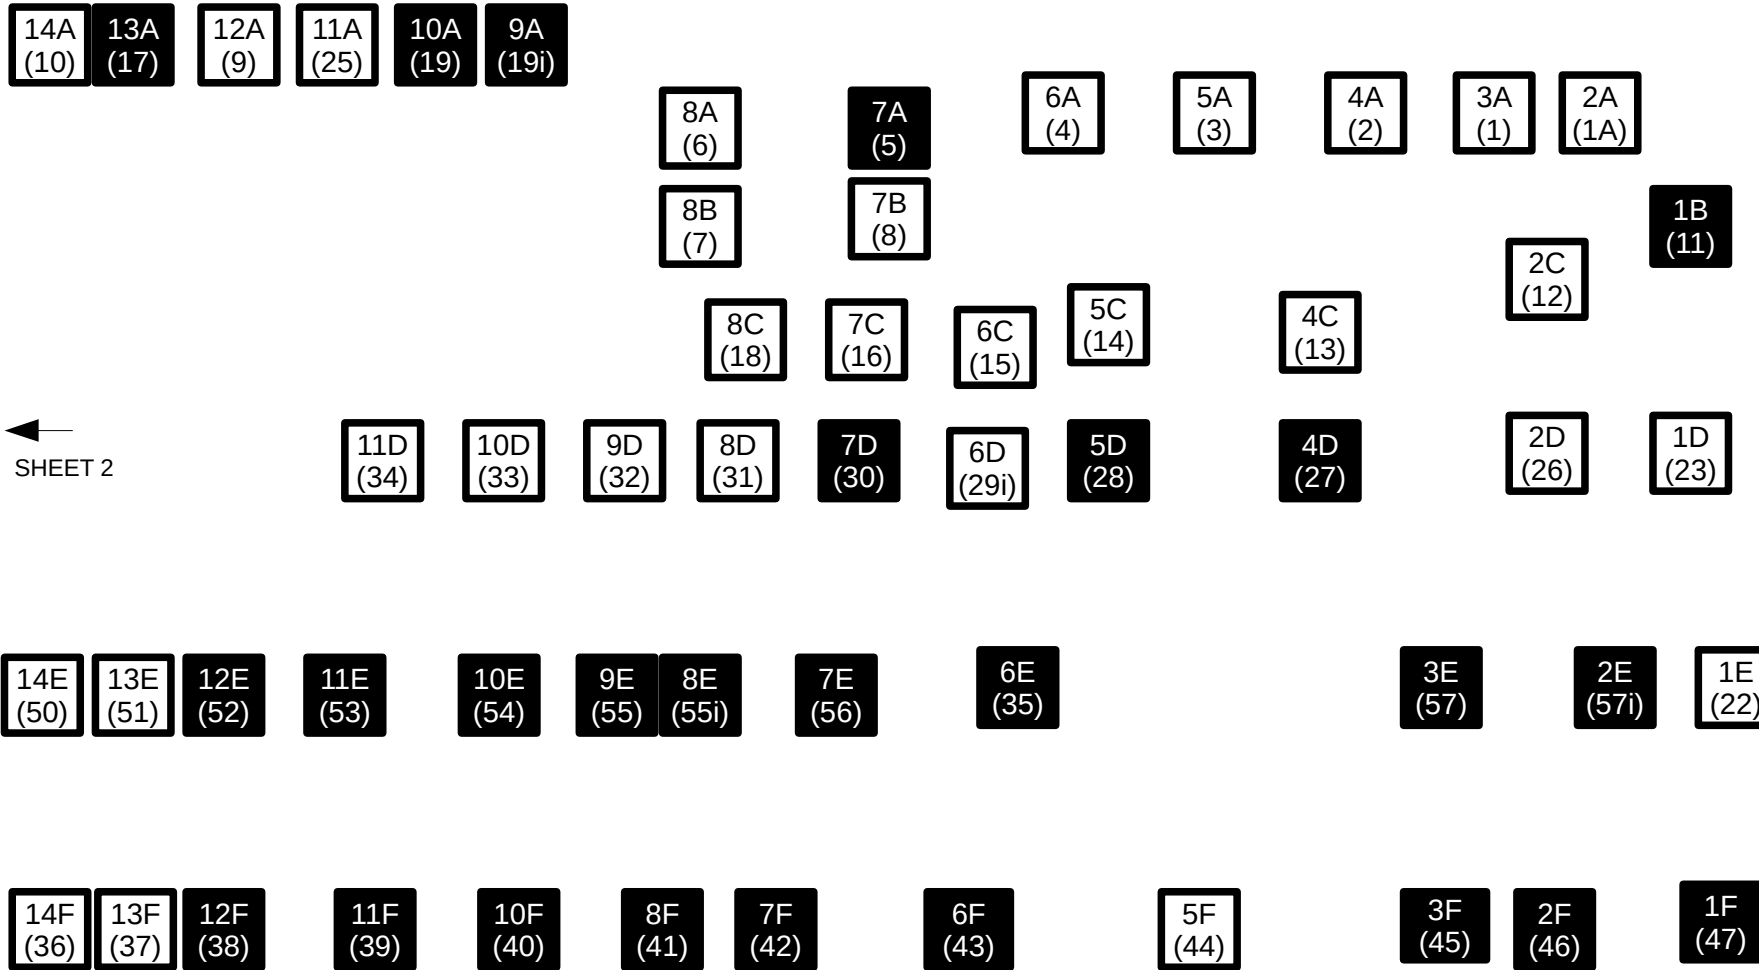 14A
(10)
13A
(17)
12A
(9)
11A
(25)
10A
(19)
9A
(19i)
8A
(6)
7A
(5)
6A
(4)
5A
(3)
4A
(2)
3A
(1)
2A
(1A)
8B
(7)
7B
(8)
1B
(11)
8C
(18)
7C
(16)
6C
(15)
5C
(14)
4C
(13)
2C
(12)
SHEET 2
11D
(34)
10D
(33)
9D
(32)
8D
(31)
7D
(30)
6D
(29i)
5D
(28)
4D
(27)
2D
(26)
1D
(23)
14E
(50)
13E
(51)
12E
(52)
11E
(53)
10E
(54)
9E
(55)
8E
(55i)
7E
(56)
6E
(35)
3E
(57)
2E
(57i)
1E
(22)
14F
(36)
13F
(37)
12F
(38)
11F
(39)
10F
(40)
8F
(41)
7F
(42)
6F
(43)
5F
(44)
3F
(45)
2F
(46)
1F
(47)